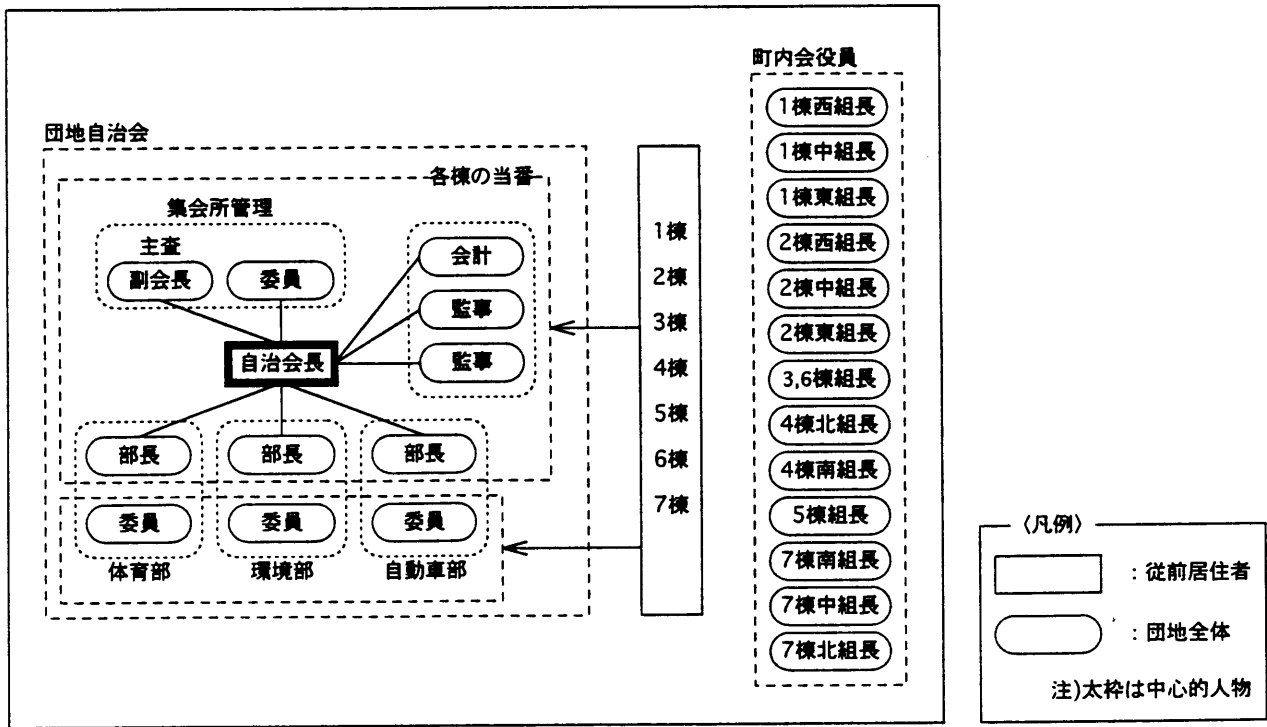 町内会役員
1棟西組長
1棟中組長
1棟東組長
2棟西組長
2棟中組長
2棟東組長
3,6棟組長
4棟北組長
4棟南組長
5棟組長
7棟南組長
7棟中組長
7棟北組長
団地自治会
各棟の当番
集会所管理
主査
副会長
委員
会計
監事
監事
自治会長
部長
部長
部長
委員
委員
委員
体育部
環境部
自動車部
1棟
2棟
3棟
4棟
5棟
6棟
7棟
〈凡例〉
:従前居住者
:団地全体
注)太枠は中心的人物